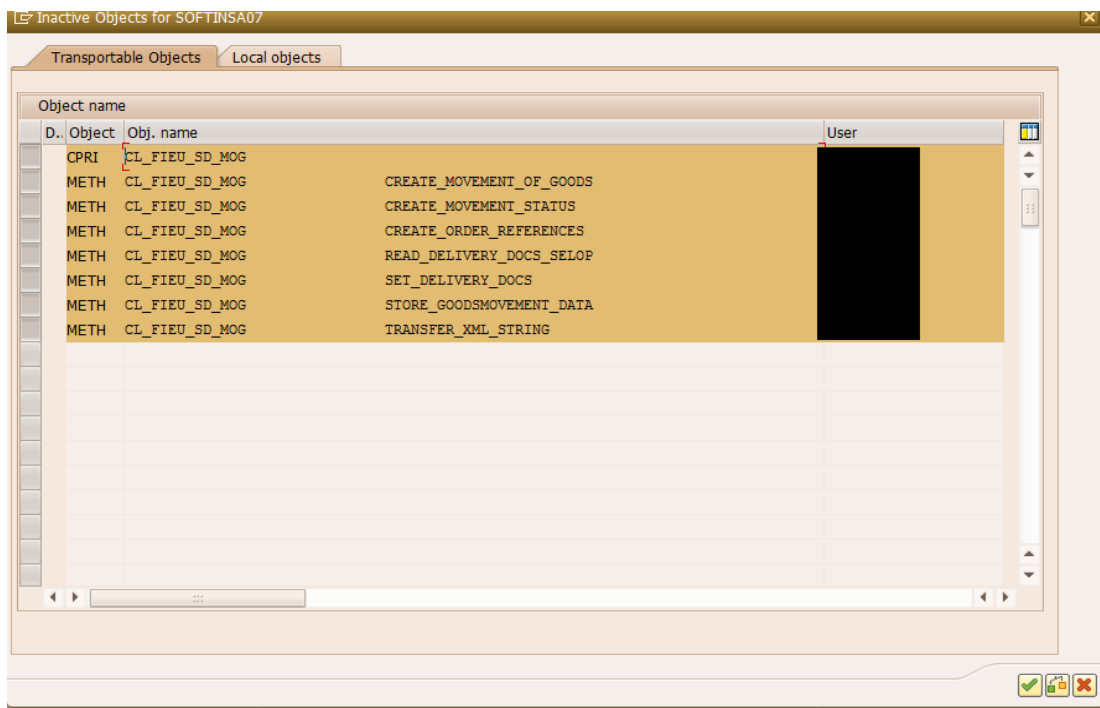 Inactive Objects for SOFTINSA07
Transportable Objects Local objects
Object name
D.. Object Obj. name User
CPRI CL_FIEU_SD_MOG
METH CL_FIEU_SD_MOG CREATE_MOVEMENT_OF_GOODS
METH CL_FIEU_SD_MOG CREATE_MOVEMENT_STATUS
METH CL_FIEU_SD_MOG CREATE_ORDER_REFERENCES
METH CL_FIEU_SD_MOG READ_DELIVERY_DOCS_SELOP
METH CL_FIEU_SD_MOG SET_DELIVERY_DOCS
METH CL_FIEU_SD_MOG STORE_GOODSMOVEMENT_DATA
METH CL_FIEU_SD_MOG TRANSFER_XML_STRING